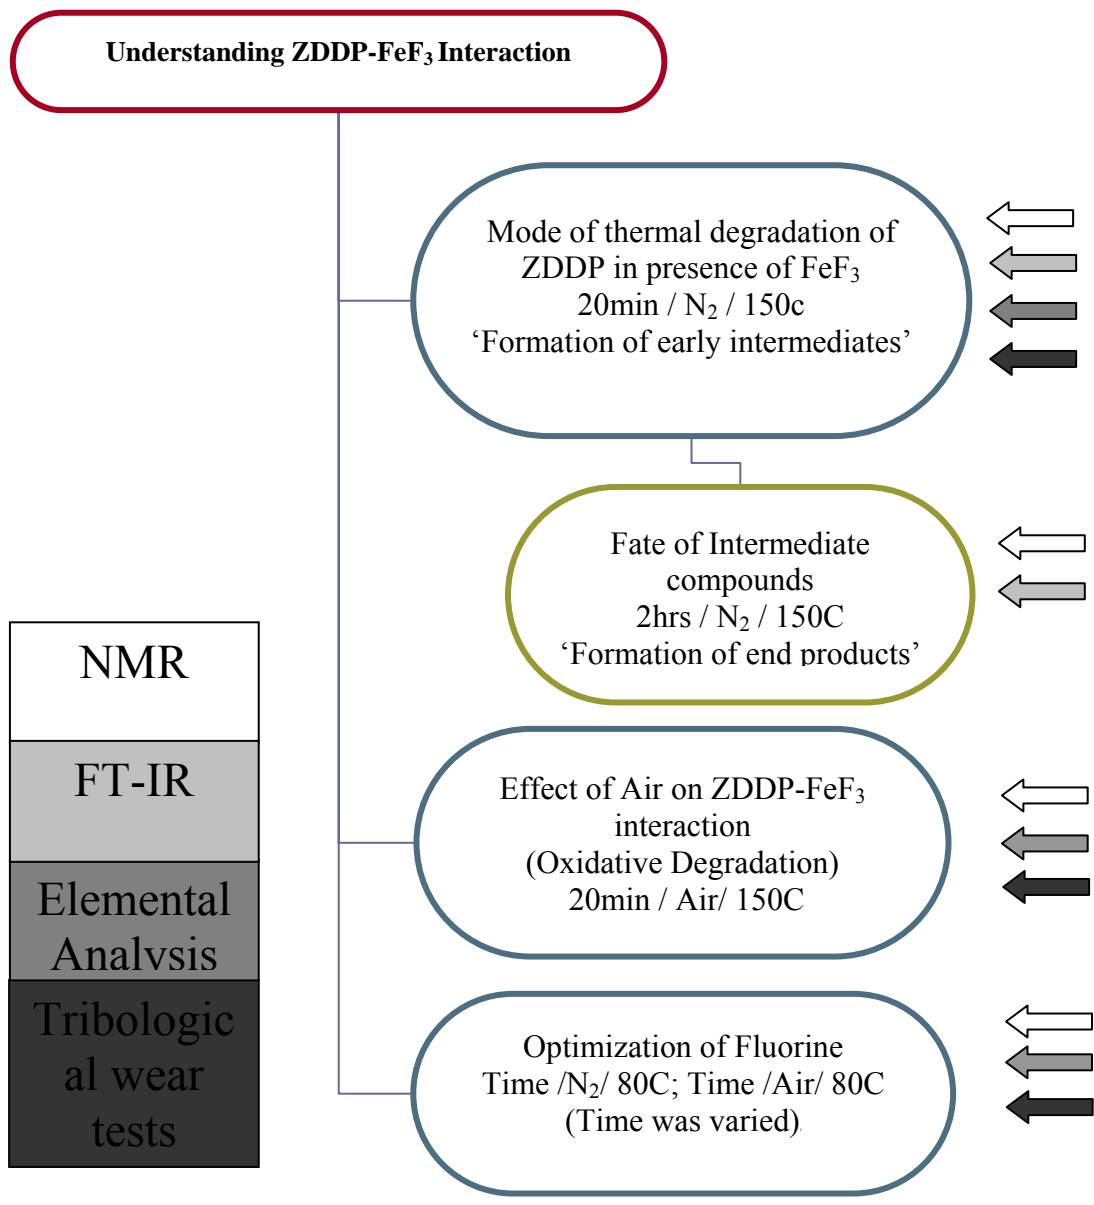 Understanding ZDDP-FeF₃ Interaction
Mode of thermal degradation of
ZDDP in presence of FeF₃
20min / N₂ / 150c
‘Formation of early intermediates’
Fate of Intermediate
compounds
2hrs / N₂ / 150C
‘Formation of end products’
Effect of Air on ZDDP-FeF₃
interaction
(Oxidative Degradation)
20min / Air/ 150C
Optimization of Fluorine
Time /N₂/ 80C; Time /Air/ 80C
(Time was varied).
NMR
FT-IR
Elemental
Analysis
Tribologic
al wear
tests